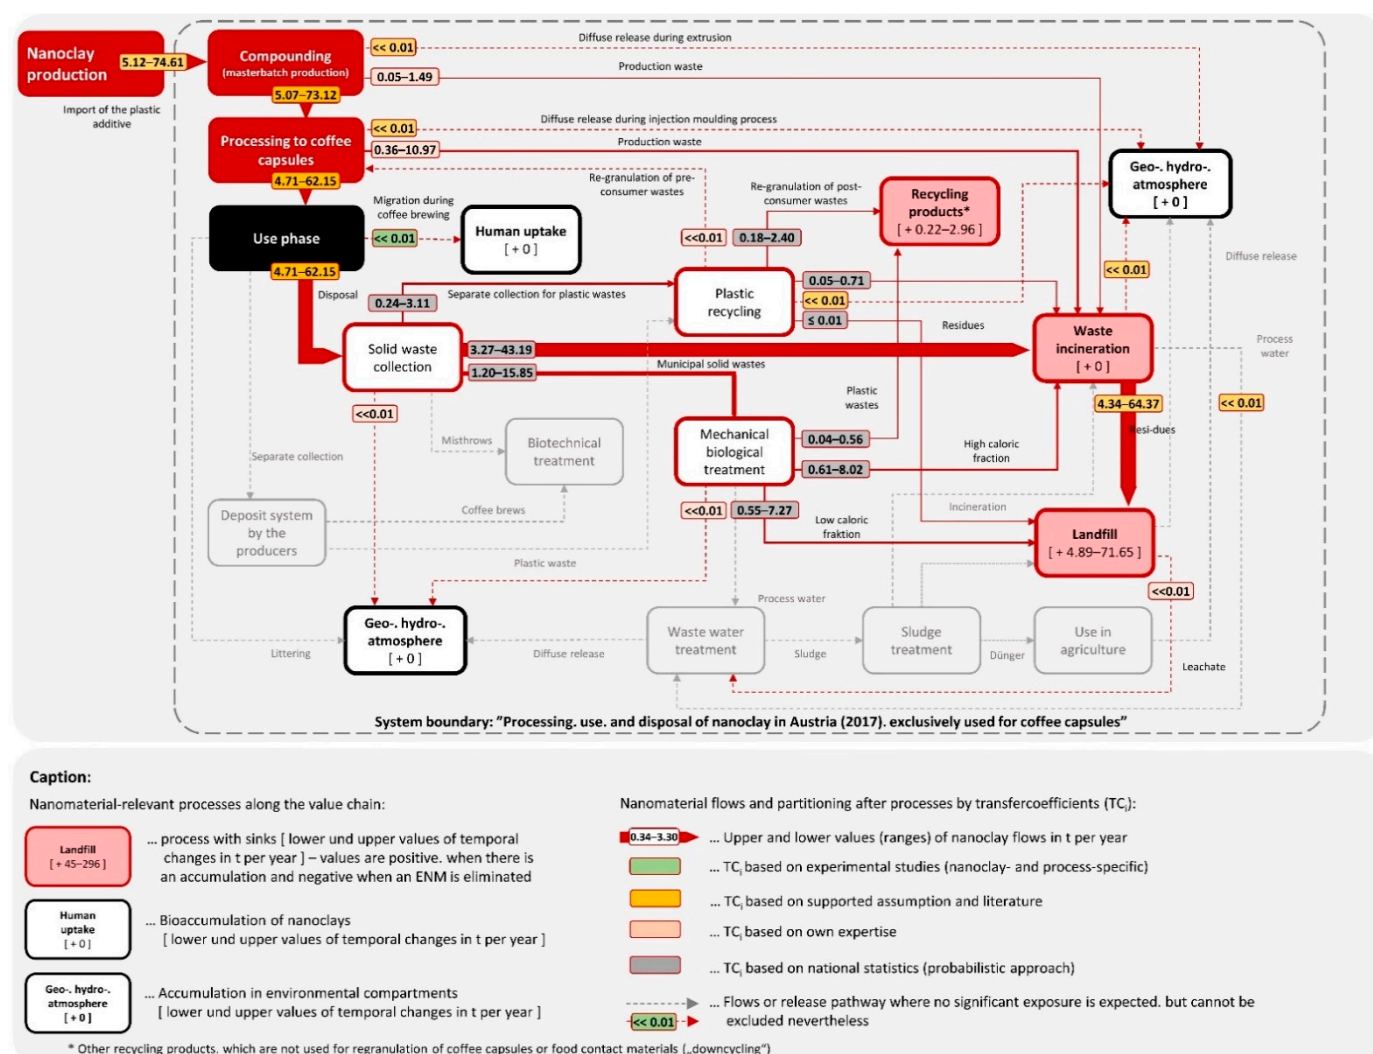 Nanoclay
production
5.12–74.61
Import of the plastic
additive
Compounding
(masterbatch production)
<< 0.01
Diffuse release during extrusion
0.05–1.49
Production waste
5.07–73.12
Processing to coffee
capsules
<< 0.01
Diffuse release during injection moulding process
0.36–10.97
Production waste
4.71–62.15
Re-granulation of pre-
consumer wastes
Re-granulation of post-
consumer wastes
Geo-. hydro-.
atmosphere
[ + 0 ]
Recycling
products*
[ + 0.22–2.96 ]
Use phase
Migration during
coffee brewing
<< 0.01
Human uptake
[ + 0 ]
<<0.01
0.18–2.40
4.71–62.15
Disposal
0.24–3.11
Separate collection for plastic wastes
Plastic
recycling
0.05–0.71
<< 0.01
≤ 0.01
<< 0.01
Diffuse release
Solid waste
collection
3.27–43.19
1.20–15.85
Municipal solid wastes
Residues
Waste
incineration
[ + 0 ]
Process
water
<<0.01
Misthrows
Biotechnical
treatment
Mechanical
biological
treatment
Plastic
wastes
0.04–0.56
0.61–8.02
High caloric
fraction
4.34–64.37
Resi-dues
<< 0.01
Separate collection
Deposit system
by the
producers
Coffee brews
Plastic waste
<<0.01
0.55–7.27
Low caloric
fraktion
Incineration
Landfill
[ + 4.89–71.65 ]
<<0.01
Process water
Geo-. hydro-.
atmosphere
[ + 0 ]
Littering
Diffuse release
Waste water
treatment
Sludge
Sludge
treatment
Dünger
Use in
agriculture
Leachate
System boundary: "Processing. use. and disposal of nanoclay in Austria (2017). exclusively used for coffee capsules"
Caption:
Nanomaterial-relevant processes along the value chain:
Landfill
[ + 45–296 ]
... process with sinks [ lower und upper values of temporal
changes in t per year ] – values are positive. when there is
an accumulation and negative when an ENM is eliminated
Human
uptake
[ + 0 ]
... Bioaccumulation of nanoclays
[ lower und upper values of temporal changes in t per year ]
Geo-. hydro-.
atmosphere
[ + 0 ]
... Accumulation in environmental compartments
[ lower und upper values of temporal changes in t per year ]
Nanomaterial flows and partitioning after processes by transfercoefficients (TCi):
0.34–3.30
... Upper and lower values (ranges) of nanoclay flows in t per year
... TCi based on experimental studies (nanoclay- and process-specific)
... TCi based on supported assumption and literature
... TCi based on own expertise
... TCi based on national statistics (probabilistic approach)
... Flows or release pathway where no significant exposure is expected. but cannot be
<< 0.01
excluded nevertheless
* Other recycling products. which are not used for regranulation of coffee capsules or food contact materials („downcycling“)